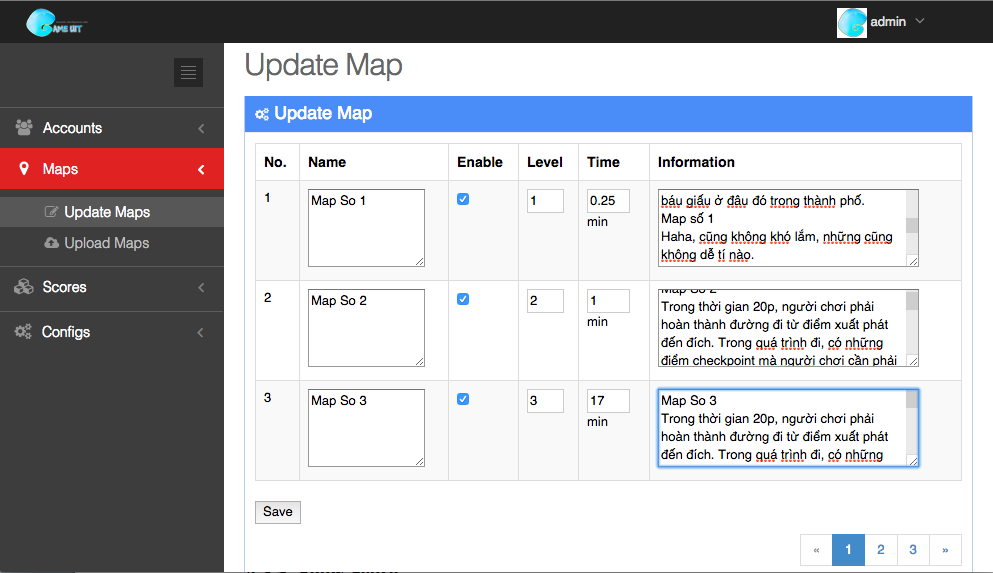 GAME UIT
admin
Update Map
Accounts
Maps
Update Maps
Upload Maps
Scores
Configs
Update Map
No. Name Enable Level Time Information
1 Map So 1 1 0.25 min
báu giấu ở đâu đó trong thành phố.
Map số 1
Haha, cũng không khó lắm, những cũng
không dễ tí nào.
2 Map So 2 2 1 min
Map So 2
Trong thời gian 20p, người chơi phải
hoàn thành đường đi từ điểm xuất phát
đến đích. Trong quá trình đi, có những
điểm checkpoint mà người chơi cần phải
3 Map So 3 3 17 min
Map So 3
Trong thời gian 20p, người chơi phải
hoàn thành đường đi từ điểm xuất phát
đến đích. Trong quá trình đi, có những
Save
« 1 2 3 »